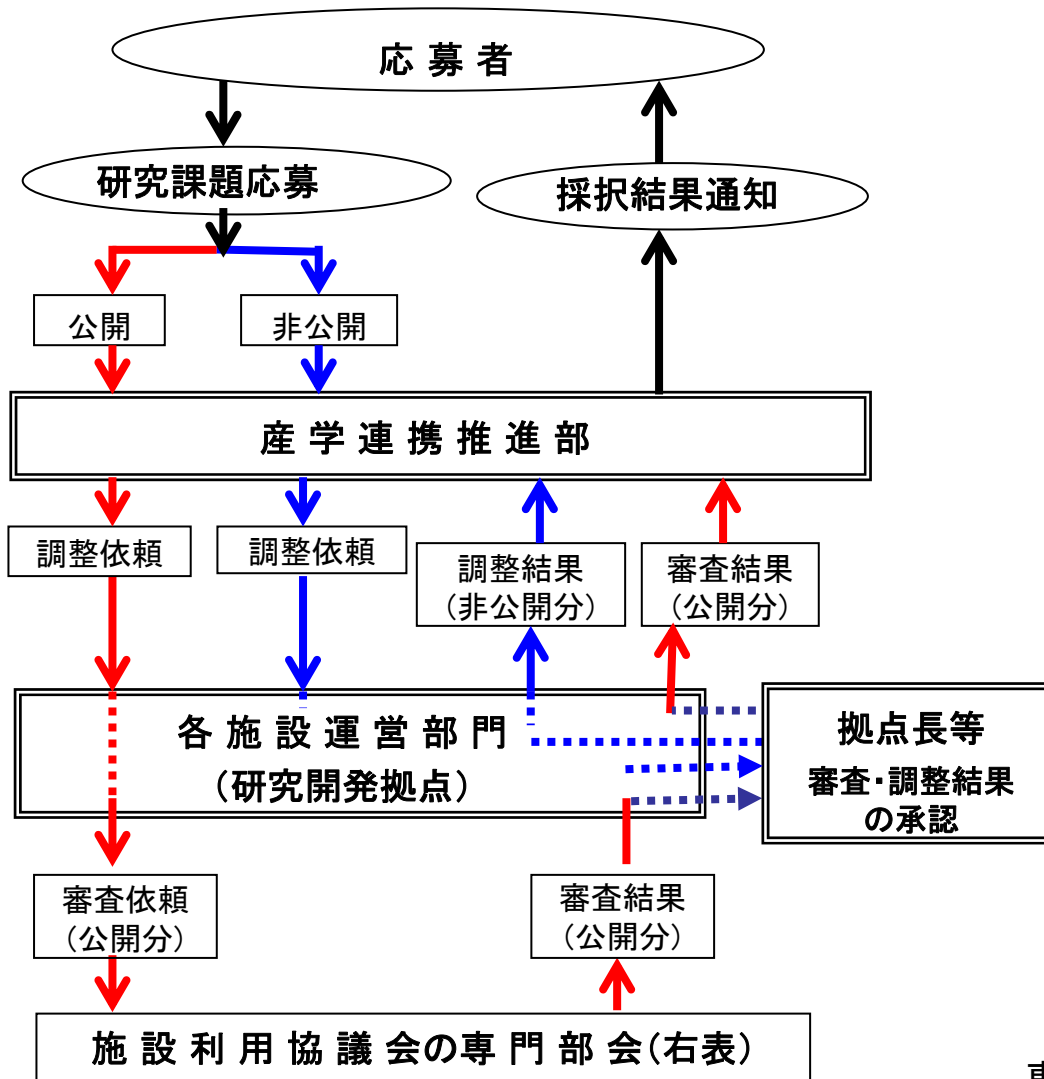 応募者
研究課題応募
採択結果通知
公開
非公開
産学連携推進部
調整依頼
調整依頼
調整結果
（非公開分）
審査結果
（公開分）
各施設運営部門
（研究開発拠点）
拠点長等
審査・調整結果
の承認
審査依頼
（公開分）
審査結果
（公開分）
施設利用協議会の専門部会（右表）